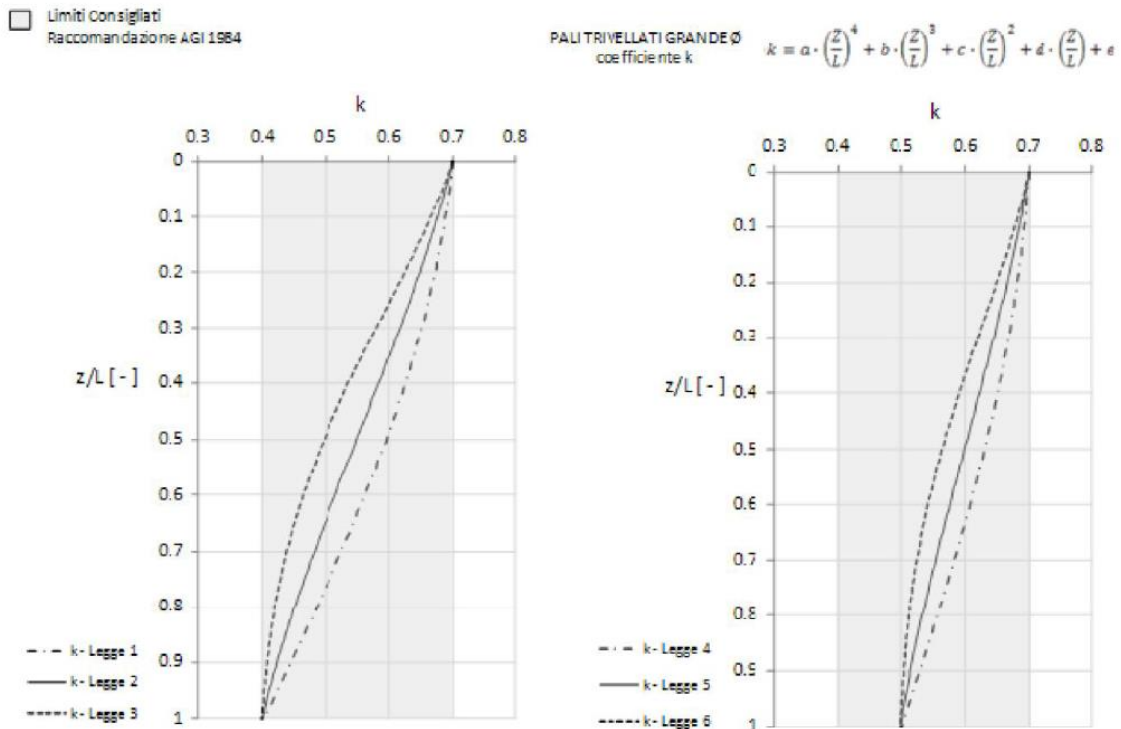 Limiti Consigliati
Raccomandazione AGI 1984
PALI TRIVELLATI GRANDE Ø
coefficiente k
k = a · (Z/L)^4 + b · (Z/L)^3 + c · (Z/L)^2 + d · (Z/L) + e
k
0.3 0.4 0.5 0.6 0.7 0.8
0
0.1
0.2
0.3
0.4
z/L [ - ]
0.5
0.6
0.7
0.8
0.9
1
k - Legge 1
k - Legge 2
k - Legge 3
k
0.3 0.4 0.5 0.6 0.7 0.8
0
0.1
0.2
0.3
0.4
z/L [ - ]
0.5
0.6
0.7
0.8
0.9
1
k - Legge 4
k - Legge 5
k - Legge 6